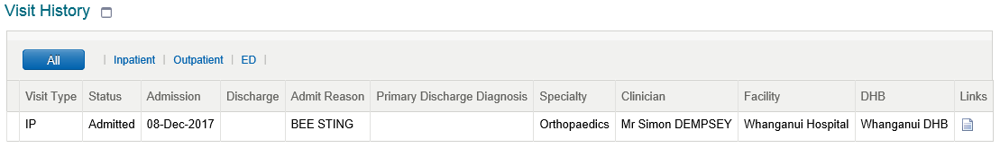 Visit History
All | Inpatient | Outpatient | ED |
Visit Type Status Admission Discharge Admit Reason Primary Discharge Diagnosis Specialty Clinician Facility DHB Links
IP Admitted 08-Dec-2017 BEE STING Orthopaedics Mr Simon DEMPSEY Whanganui Hospital Whanganui DHB